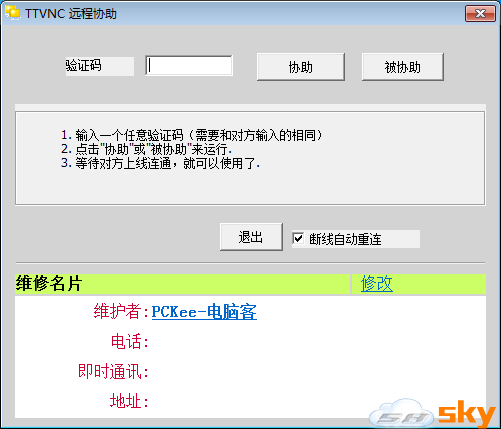 TTVNC 远程协助
验证码 协助 被协助
1. 输入一个任意验证码（需要和对方输入的相同）
2. 点击"协助"或"被协助"来运行.
3. 等待对方上线连通，就可以使用了.
退出 断线自动重连
维修名片 修改
维护者:PCKee-电脑客
电话:
即时通讯:
地址:
SH sky